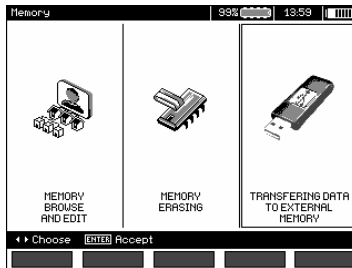 Memory 99% 13:59
MEMORY
BROWSE
AND EDIT
MEMORY
ERASING
TRANSFERING DATA
TO EXTERNAL
MEMORY
Choose ENTER Accept